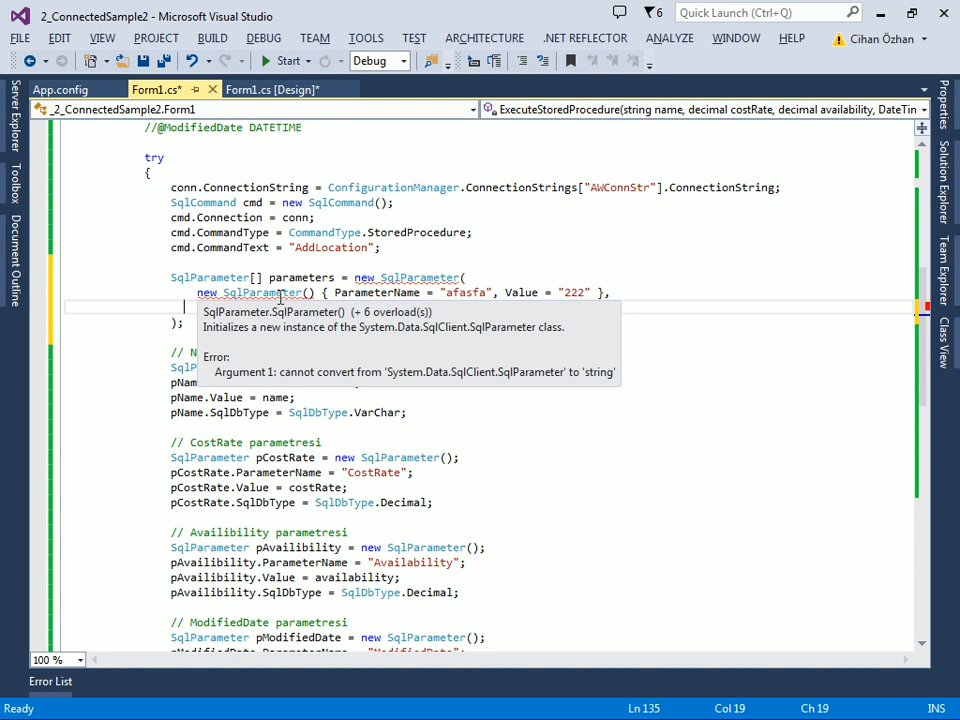 2_ConnectedSample2 - Microsoft Visual Studio
6
Quick Launch (Ctrl+Q)
FILE EDIT VIEW PROJECT BUILD DEBUG TEAM TOOLS TEST ARCHITECTURE .NET REFLECTOR ANALYZE WINDOW HELP Cihan Özhan
Start Debug
App.config Form1.cs* Form1.cs [Design]*
_2_ConnectedSample2.Form1 ExecuteStoredProcedure(string name, decimal costRate, decimal availability, DateTin
Server Explorer
Toolbox
Document Outline
//@ModifiedDate DATETIME
try
{
conn.ConnectionString = ConfigurationManager.ConnectionStrings["AWConnStr"].ConnectionString;
SqlCommand cmd = new SqlCommand();
cmd.Connection = conn;
cmd.CommandType = CommandType.StoredProcedure;
cmd.CommandText = "AddLocation";
SqlParameter[] parameters = new SqlParameter(
new SqlParameter() { ParameterName = "afasfa", Value = "222" },
SqlParameter.SqlParameter() (+ 6 overload(s))
Initializes a new instance of the System.Data.SqlClient.SqlParameter class.
Error:
Argument 1: cannot convert from 'System.Data.SqlClient.SqlParameter' to 'string'
);
// N
SqlP
pNam
pName.Value = name;
pName.SqlDbType = SqlDbType.VarChar;
// CostRate parametresi
SqlParameter pCostRate = new SqlParameter();
pCostRate.ParameterName = "CostRate";
pCostRate.Value = costRate;
pCostRate.SqlDbType = SqlDbType.Decimal;
// Availibility parametresi
SqlParameter pAvailibility = new SqlParameter();
pAvailibility.ParameterName = "Availability";
pAvailibility.Value = availability;
pAvailibility.SqlDbType = SqlDbType.Decimal;
// ModifiedDate parametresi
SqlParameter pModifiedDate = new SqlParameter();
pModifiedDate.ParameterName = "ModifiedDate";
Properties
Solution Explorer
Team Explorer
Class View
100 %
Error List
Ready Ln 135 Col 19 Ch 19 INS